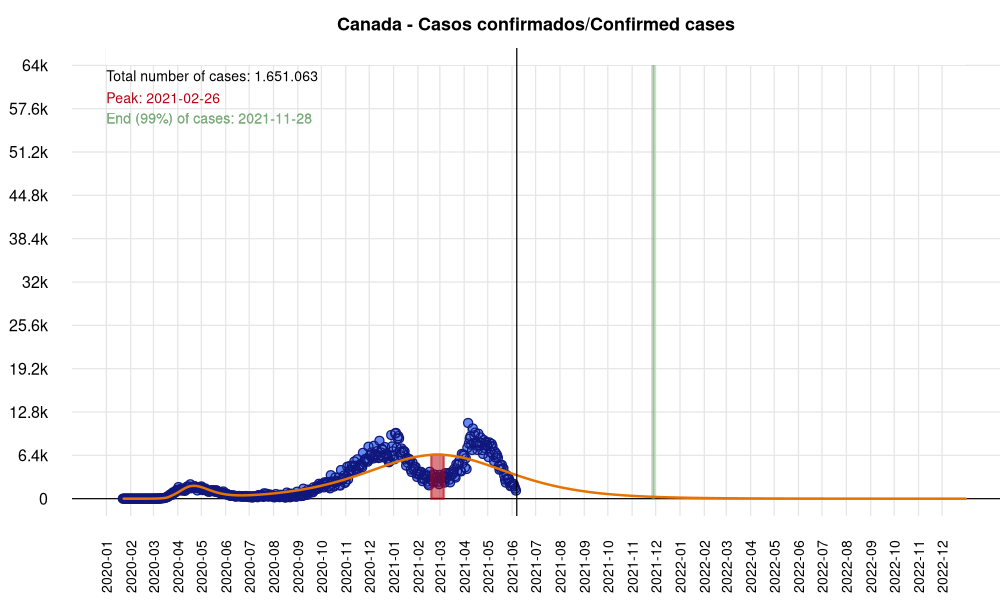 Canada - Casos confirmados/Confirmed cases
Total number of cases: 1.651.063
Peak: 2021-02-26
End (99%) of cases: 2021-11-28
64k
57.6k
51.2k
44.8k
38.4k
32k
25.6k
19.2k
12.8k
6.4k
0
2020-01
2020-02
2020-03
2020-04
2020-05
2020-06
2020-07
2020-08
2020-09
2020-10
2020-11
2020-12
2021-01
2021-02
2021-03
2021-04
2021-05
2021-06
2021-07
2021-08
2021-09
2021-10
2021-11
2021-12
2022-01
2022-02
2022-03
2022-04
2022-05
2022-06
2022-07
2022-08
2022-09
2022-10
2022-11
2022-12